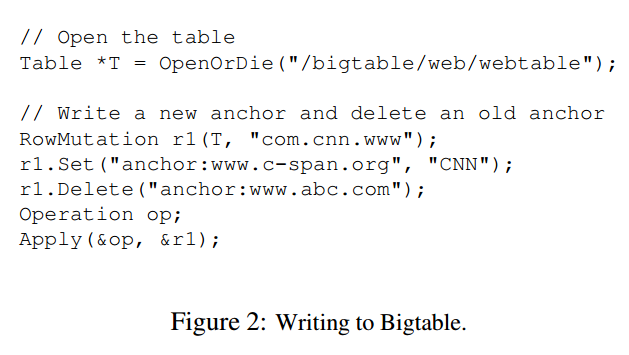 // Open the table
Table *T = OpenOrDie("/bigtable/web/webtable");
// Write a new anchor and delete an old anchor
RowMutation r1(T, "com.cnn.www");
r1.Set("anchor:www.c-span.org", "CNN");
r1.Delete("anchor:www.abc.com");
Operation op;
Apply(&op, &r1);
Figure 2: Writing to Bigtable.